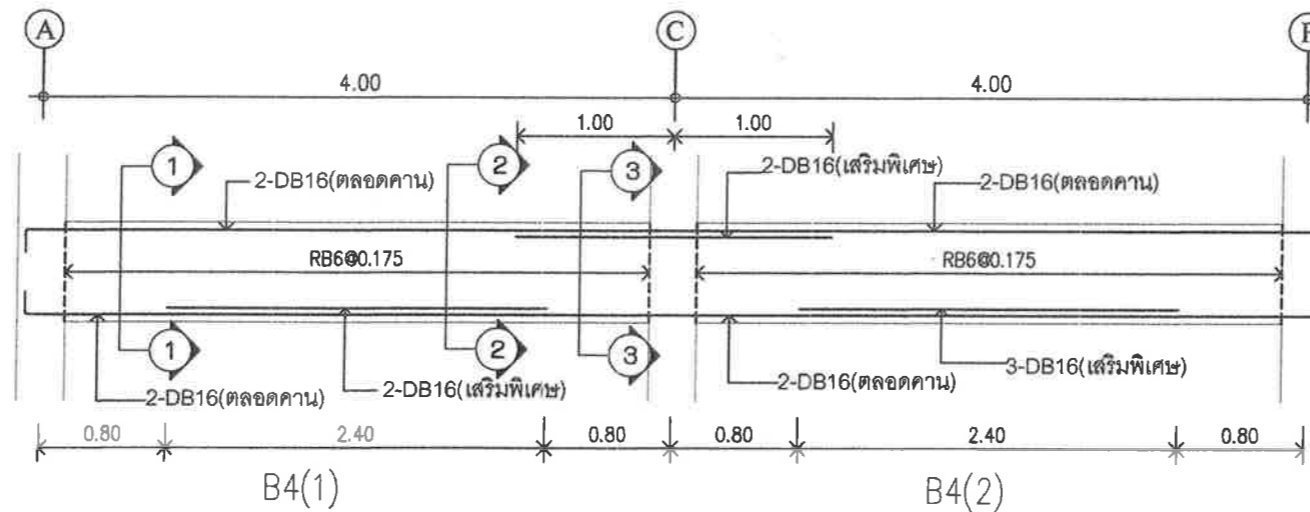 A C
4.00 4.00
1.00 1.00
1 2 3
2-DB16(ตลอดคาน) 2-DB16(เสริมพิเศษ) 2-DB16(ตลอดคาน)
RB6@0.175 RB6@0.175
1 2 3
2-DB16(ตลอดคาน) 2-DB16(เสริมพิเศษ) 2-DB16(ตลอดคาน) 3-DB16(เสริมพิเศษ)
0.80 2.40 0.80 0.80 2.40 0.80
B4(1) B4(2)